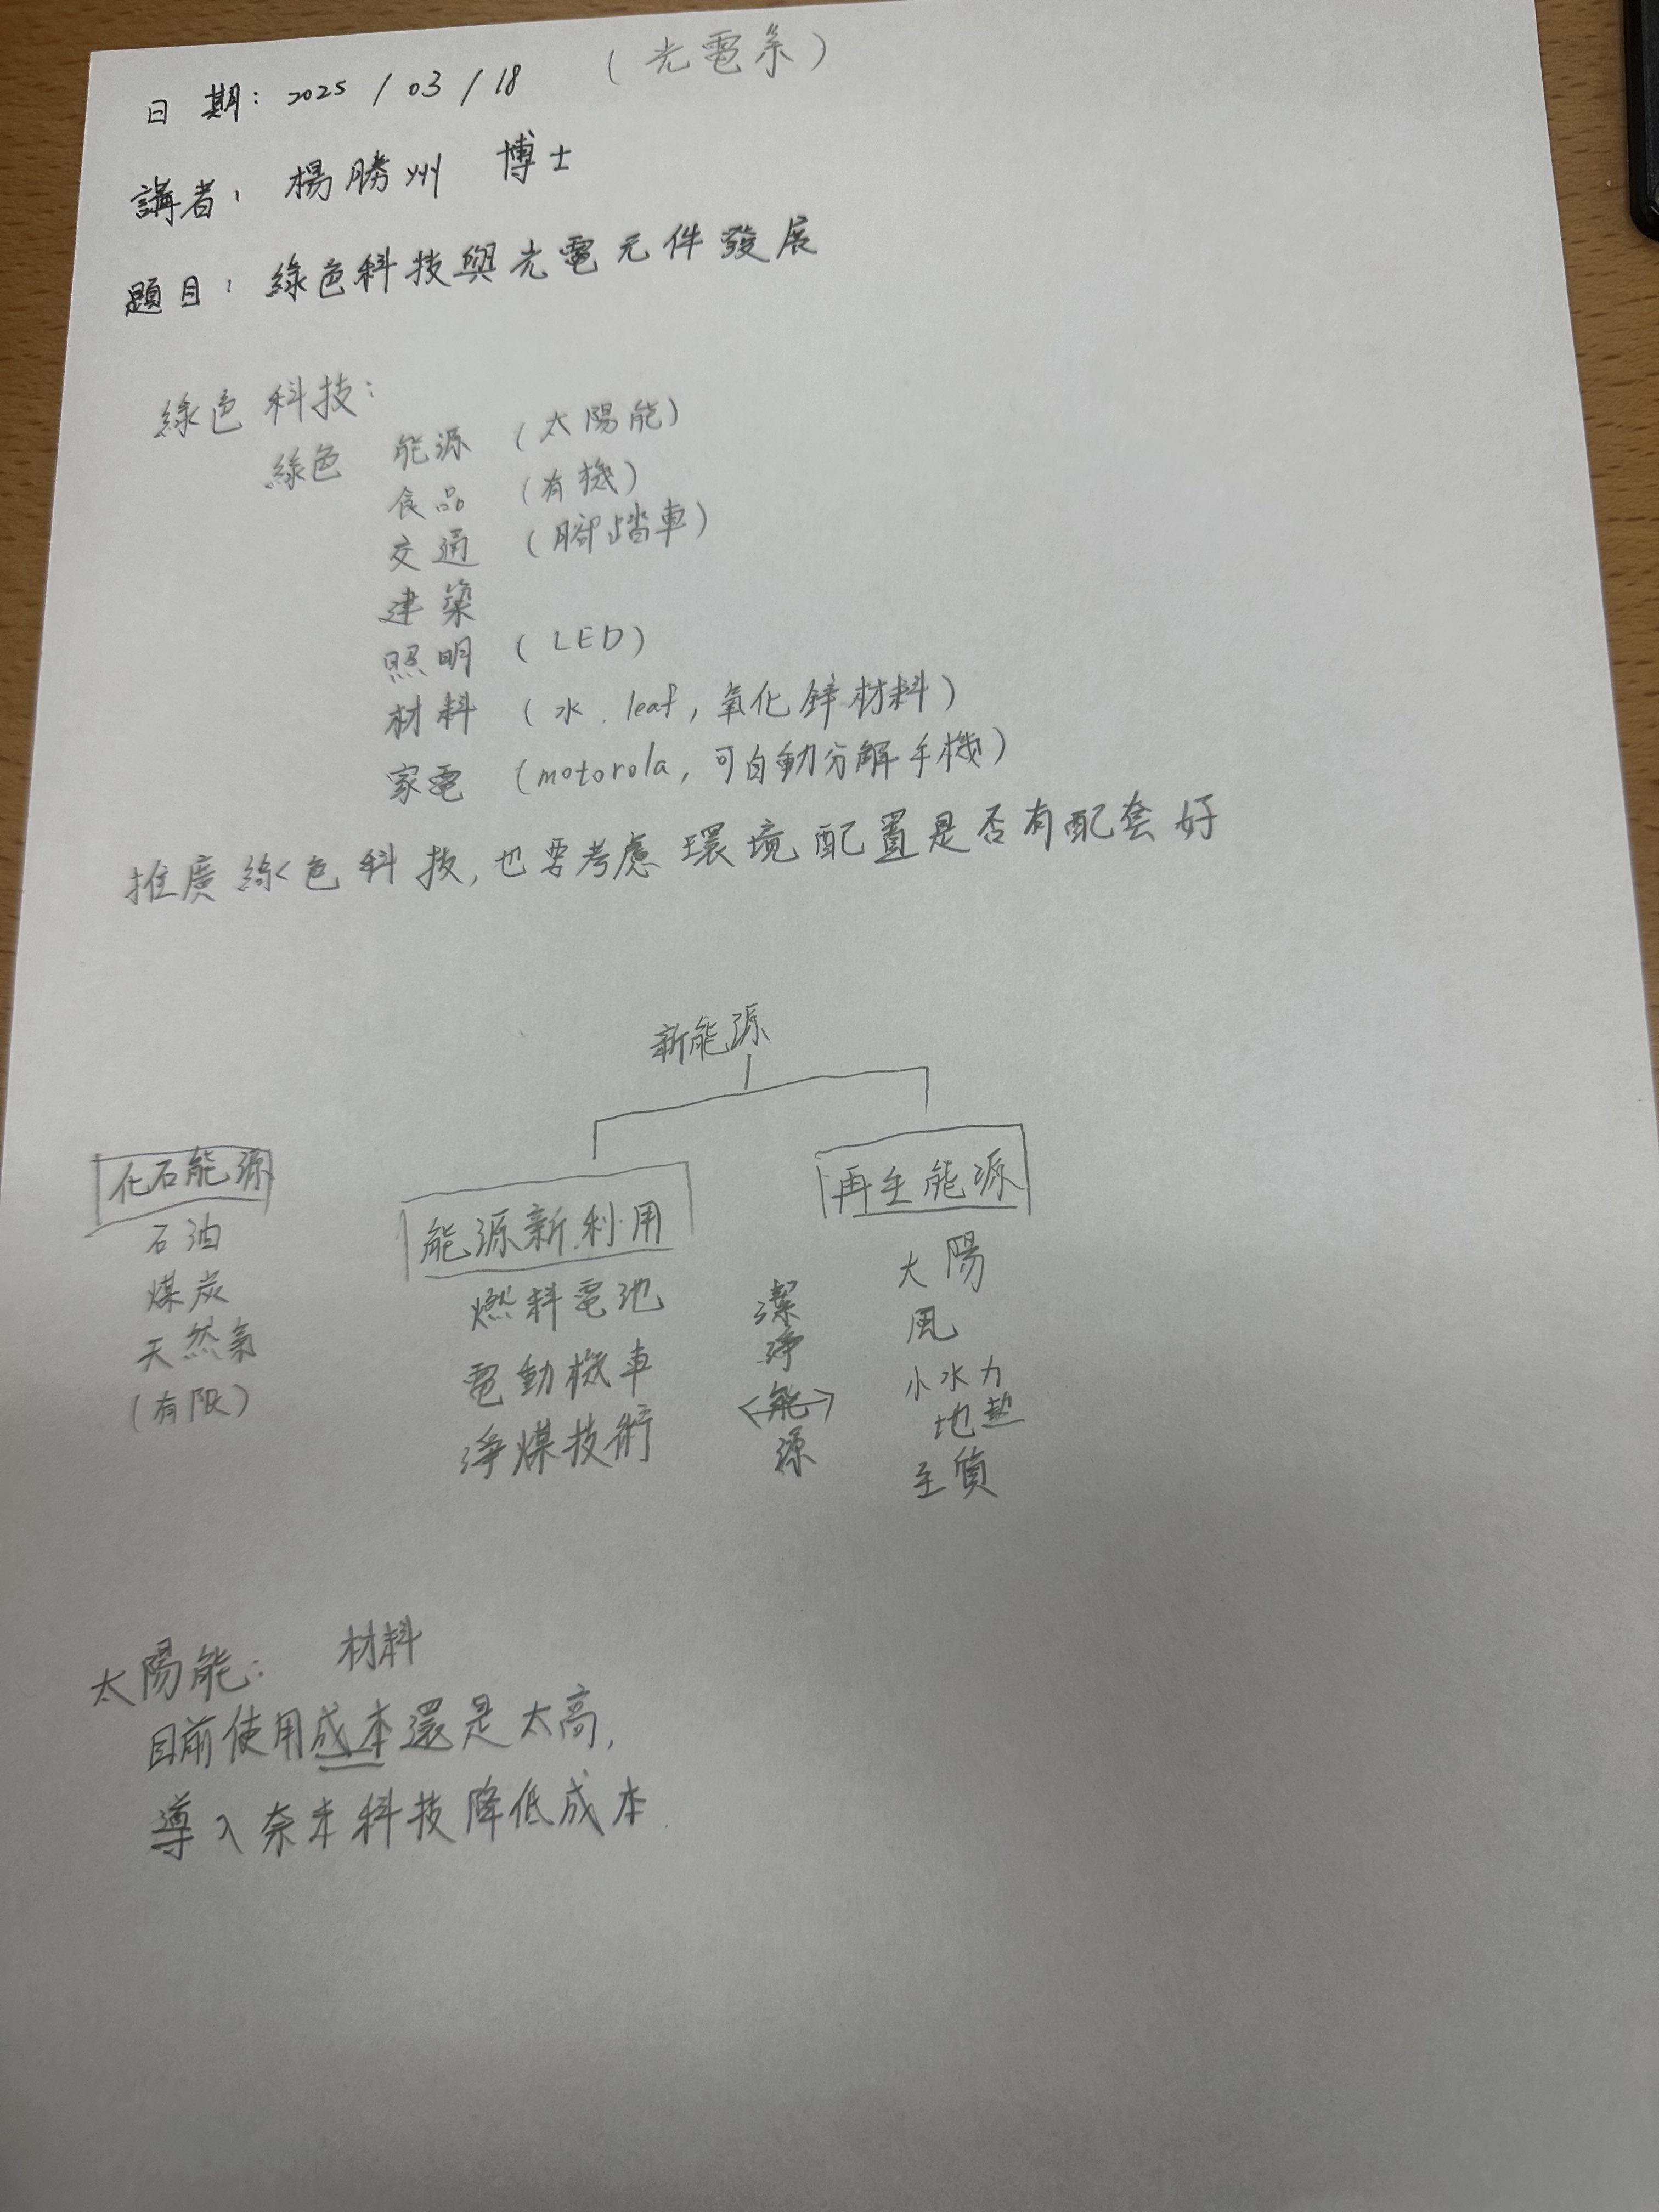 (光電系)
日期：2025/03/18
講者：楊勝州 博士
題目：綠色科技與光電元件發展
綠色科技：
綠色 能源 (太陽能)
食品 (有機)
交通 (腳踏車)
建築
照明 (LED)
材料 (水. leaf, 氧化鋅材料)
家電 (motorola, 可自動分解手機)
推廣綠色科技, 也要考慮環境配置是否有配套好
新能源
化石能源
石油
煤炭
天然氣
(有限)
能源新利用
燃料電池
電動機車
淨煤技術
潔
淨
<能>
源
再生能源
太陽
風
小水力
地熱
生質
太陽能： 材料
目前使用成本還是太高,
導入奈米科技降低成本.